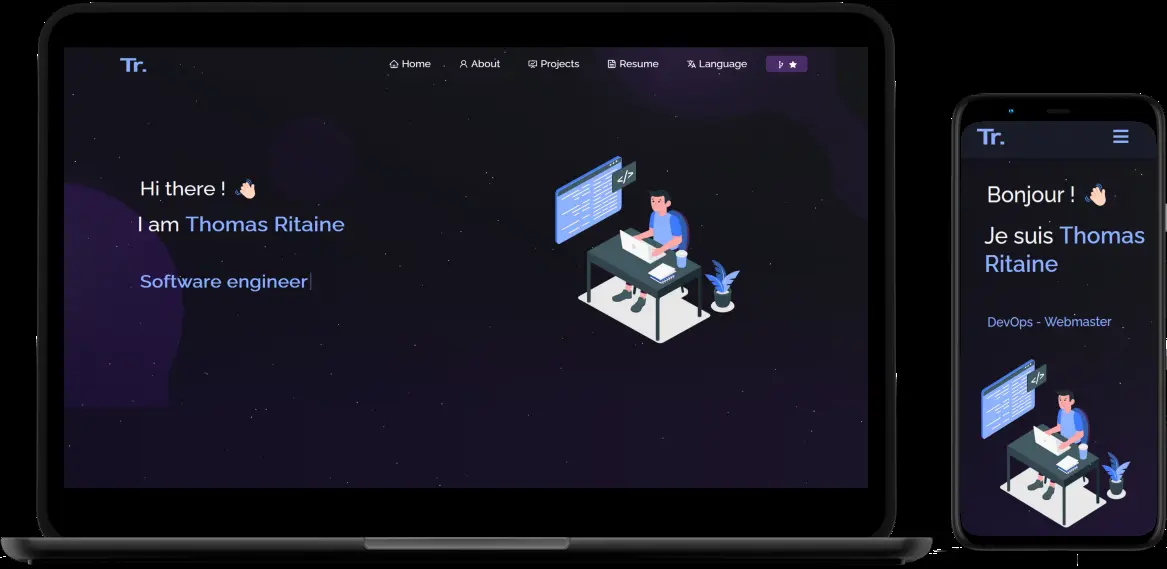 Tr.
Home About Projects Resume Language
Hi there !
I am Thomas Ritaine
Software engineer
</>
Tr.
Bonjour !
Je suis Thomas
Ritaine
DevOps - Webmaster
</>